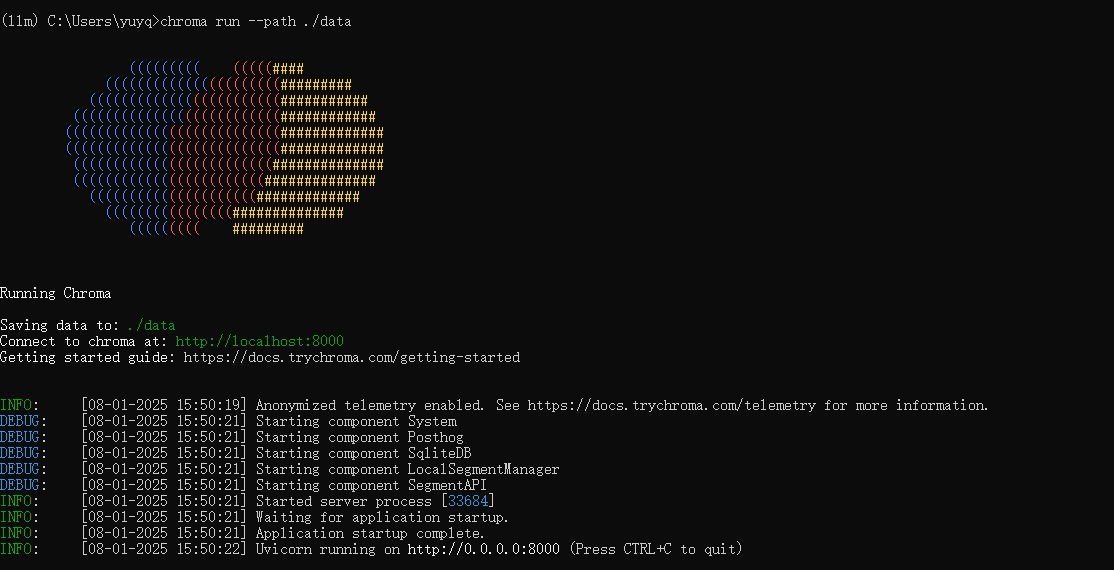 (llm) C:\Users\yuyq>chroma run --path ./data
(((((((((    (((((####
(((((((((((((((((((((((#########
((((((((((((((((((((((((###########
((((((((((((((((((((((((((############
(((((((((((((((((((((((((((#############
(((((((((((((((((((((((((((#############
(((((((((((((((((((((((((##############
((((((((((((((((((((((((##############
(((((((((((((((((((((#############
((((((((((((((((##############
(((((((((    #########
Running Chroma
Saving data to: ./data
Connect to chroma at: http://localhost:8000
Getting started guide: https://docs.trychroma.com/getting-started
INFO:     [08-01-2025 15:50:19] Anonymized telemetry enabled. See https://docs.trychroma.com/telemetry for more information.
DEBUG:    [08-01-2025 15:50:21] Starting component System
DEBUG:    [08-01-2025 15:50:21] Starting component Posthog
DEBUG:    [08-01-2025 15:50:21] Starting component SqliteDB
DEBUG:    [08-01-2025 15:50:21] Starting component LocalSegmentManager
DEBUG:    [08-01-2025 15:50:21] Starting component SegmentAPI
INFO:     [08-01-2025 15:50:21] Started server process [33684]
INFO:     [08-01-2025 15:50:21] Waiting for application startup.
INFO:     [08-01-2025 15:50:21] Application startup complete.
INFO:     [08-01-2025 15:50:22] Uvicorn running on http://0.0.0.0:8000 (Press CTRL+C to quit)